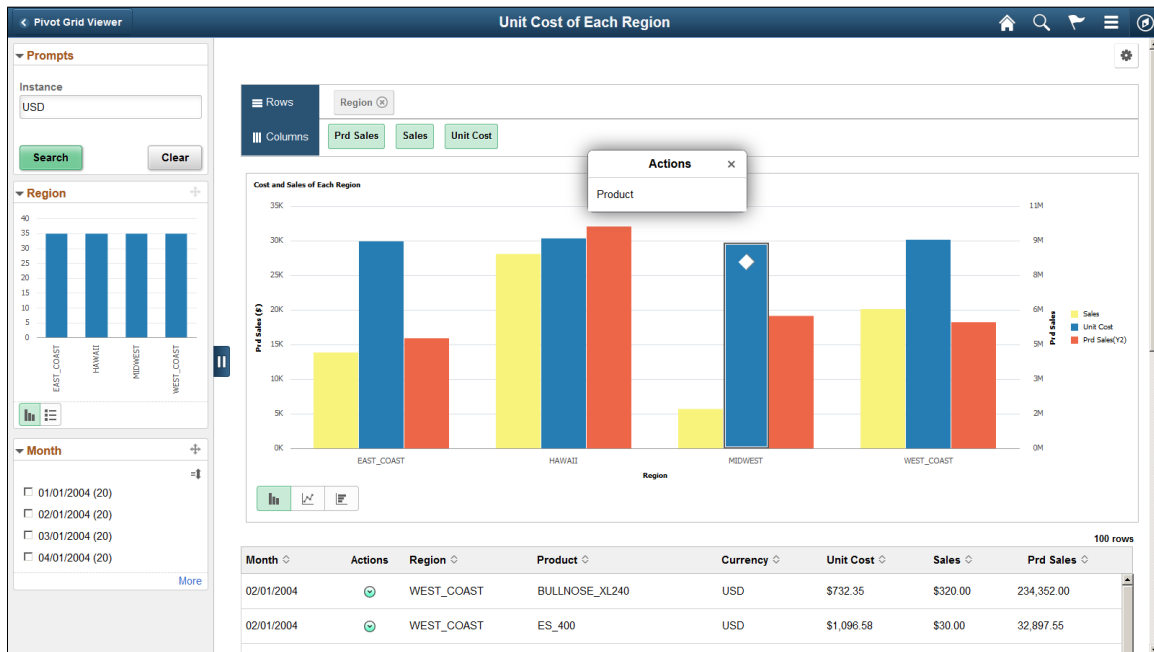 Pivot Grid Viewer
Unit Cost of Each Region
Prompts
Instance
USD
Search
Clear
Region
40
35
30
25
20
15
10
5
0
EAST_COAST
HAWAII
MIDWEST
WEST_COAST
Month
01/01/2004 (20)
02/01/2004 (20)
03/01/2004 (20)
04/01/2004 (20)
More
Rows
Region
Columns
Prd Sales
Sales
Unit Cost
Actions
Product
Cost and Sales of Each Region
35K
30K
25K
20K
15K
10K
5K
0K
Prd Sales ($)
11M
9M
8M
6M
5M
3M
2M
0M
Prd Sales
EAST_COAST
HAWAII
MIDWEST
WEST_COAST
Region
Sales
Unit Cost
Prd Sales(Y2)
100 rows
Month Actions Region Product Currency Unit Cost Sales Prd Sales
02/01/2004 WEST_COAST BULLNOSE_XL240 USD $732.35 $320.00 234,352.00
02/01/2004 WEST_COAST ES_400 USD $1,096.58 $30.00 32,897.55